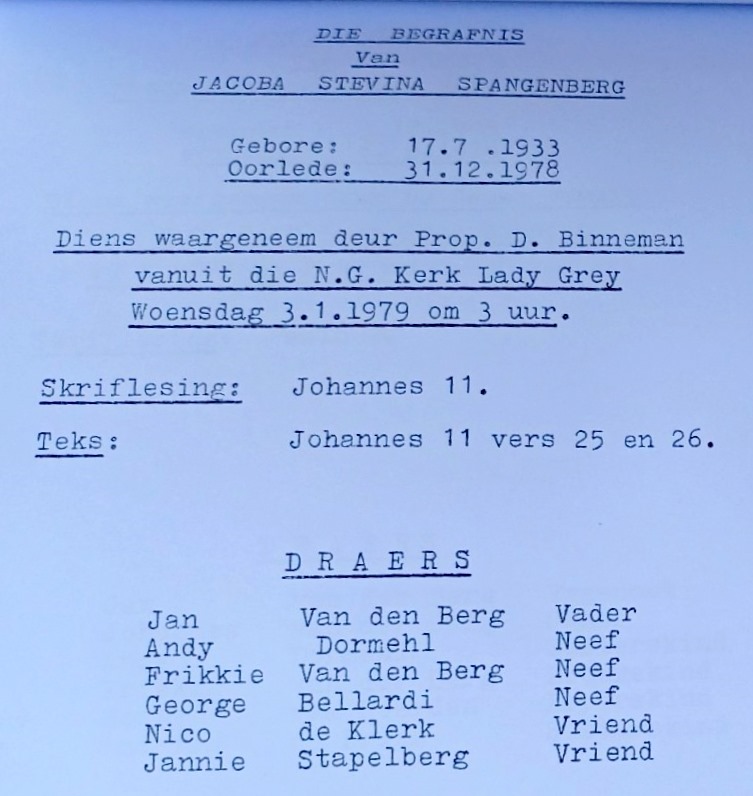 DIE BEGRAFNIS
Van
JACOBA STEVINA SPANGENBERG
Gebore: 17.7 .1933
Oorlede: 31.12.1978
Diens waargeneem deur Prop. D. Binneman
vanuit die N.G. Kerk Lady Grey
Woensdag 3.1.1979 om 3 uur.
Skriflesing: Johannes 11.
Teks: Johannes 11 vers 25 en 26.
D R A E R S
Jan Van den Berg Vader
Andy Dormehl Neef
Frikkie Van den Berg Neef
George Bellardi Neef
Nico de Klerk Vriend
Jannie Stapelberg Vriend